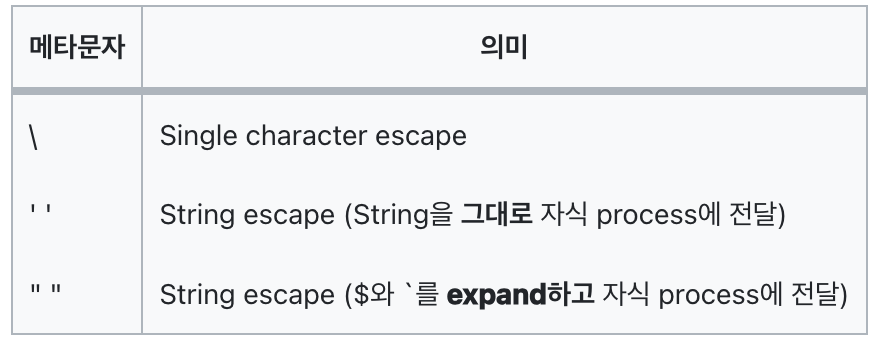 메타문자 의미
\ Single character escape
' ' String escape (String을 그대로 자식 process에 전달)
" " String escape ($와 `를 expand하고 자식 process에 전달)